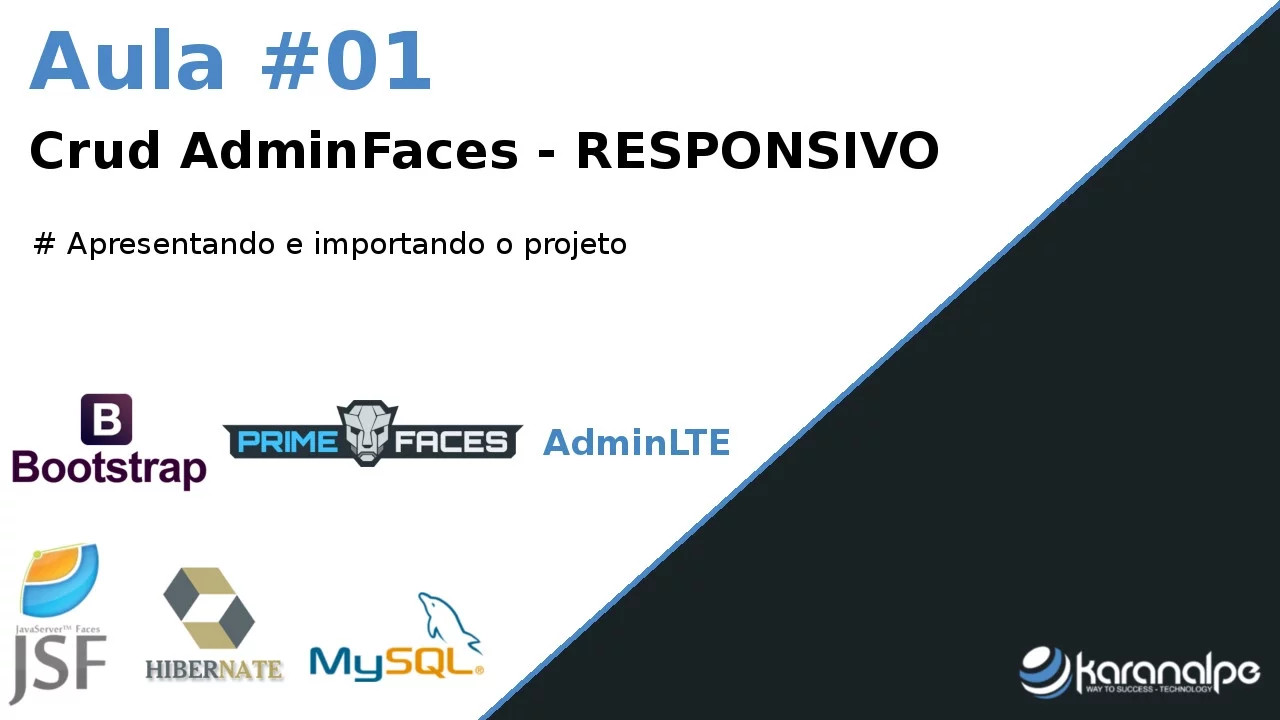 Aula #01
Crud AdminFaces - RESPONSIVO
# Apresentando e importando o projeto
B
Bootstrap
PRIME FACES
AdminLTE
JavaServer™ Faces
JSF
HIBERNATE
MySQL®
karanalpe
WAY TO SUCCESS - TECHNOLOGY